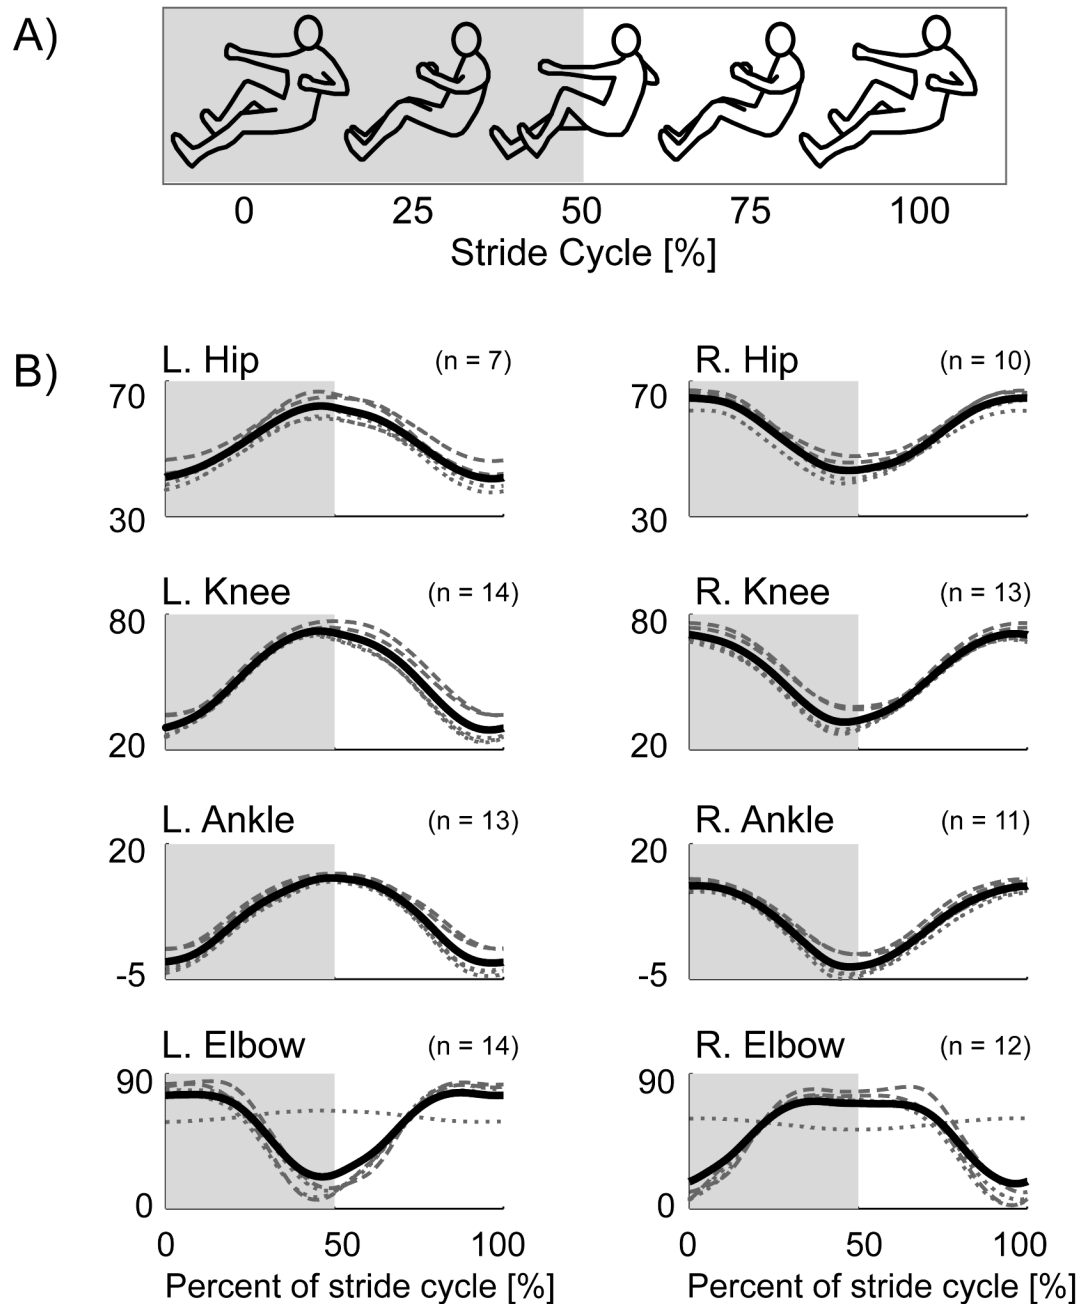 A)
0 25 50 75 100
Stride Cycle [%]
B)
L. Hip (n = 7)
70
30
R. Hip (n = 10)
70
30
L. Knee (n = 14)
80
20
R. Knee (n = 13)
80
20
L. Ankle (n = 13)
20
-5
R. Ankle (n = 11)
20
-5
L. Elbow (n = 14)
90
0
R. Elbow (n = 12)
90
0
0 50 100
Percent of stride cycle [%]
0 50 100
Percent of stride cycle [%]